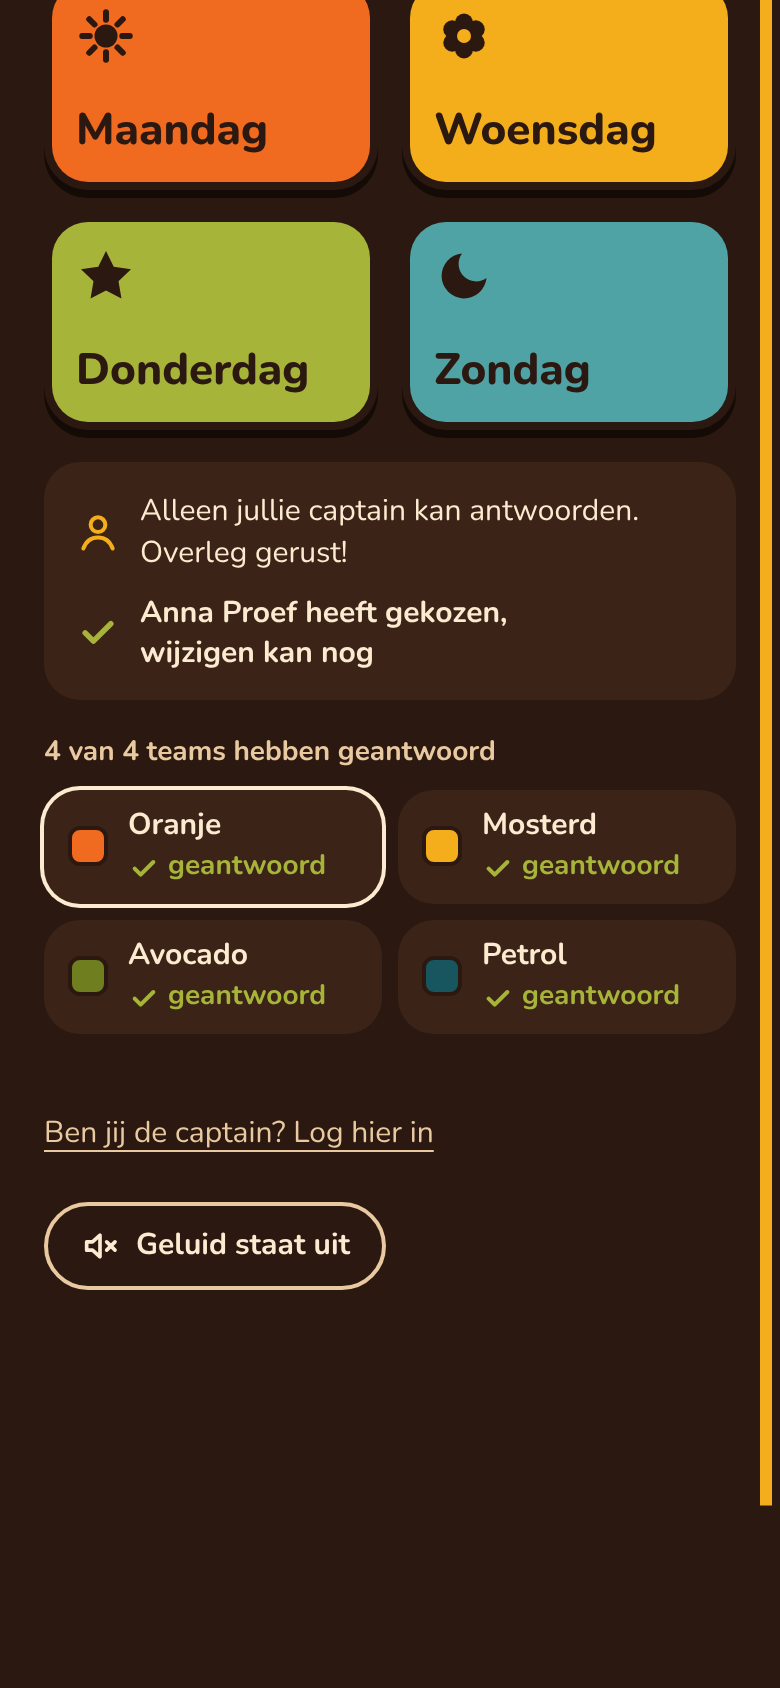 Maandag
Woensdag
Donderdag
Zondag
Alleen jullie captain kan antwoorden.
Overleg gerust!
Anna Proef heeft gekozen,
wijzigen kan nog
4 van 4 teams hebben geantwoord
Oranje
geantwoord
Mosterd
geantwoord
Avocado
geantwoord
Petrol
geantwoord
Ben jij de captain? Log hier in
Geluid staat uit